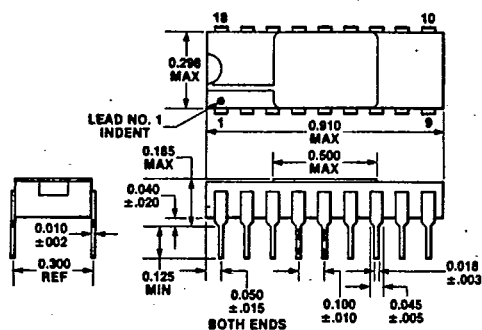 18
10
0.298
MAX
LEAD NO. 1
INDENT
1
9
0.910
MAX
0.185
MAX
0.500
MAX
0.040
±.020
0.010
±.002
0.300
REF
0.125
MIN
0.050
±.015
BOTH ENDS
0.100
±.010
0.045
±.005
0.018
±.003